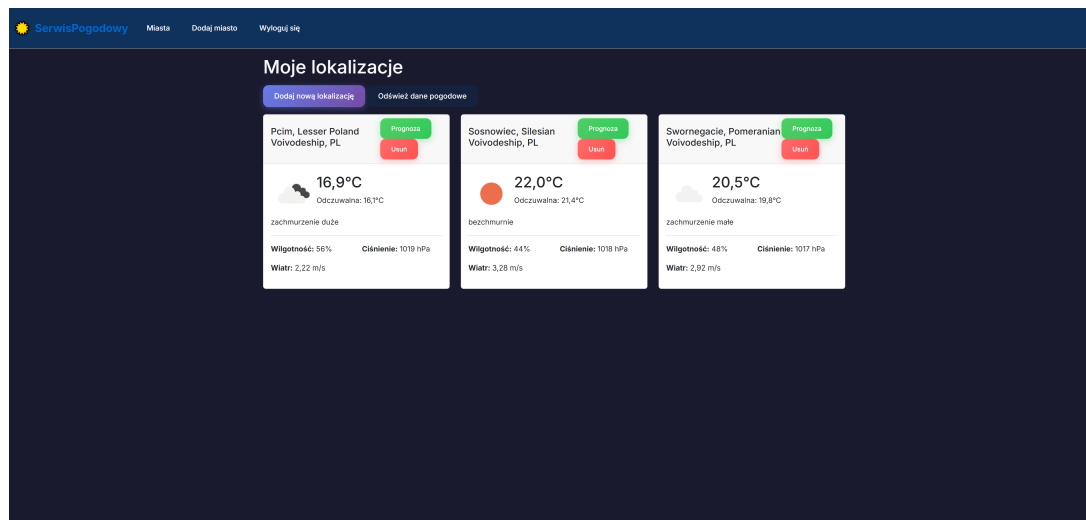 SerwisPogodowy Miasta Dodaj miasto Wyloguj się
Moje lokalizacje
Dodaj nową lokalizację Odśwież dane pogodowe
Pcim, Lesser Poland
Voivodeship, PL
Prognoza
Usuń
16,9°C
Odczuwalna: 16,1°C
zachmurzenie duże
Wilgotność: 56% Ciśnienie: 1019 hPa
Wiatr: 2,22 m/s
Sosnowiec, Silesian
Voivodeship, PL
Prognoza
Usuń
22,0°C
Odczuwalna: 21,4°C
bezchmurnie
Wilgotność: 44% Ciśnienie: 1018 hPa
Wiatr: 3,28 m/s
Swornegacie, Pomeranian
Voivodeship, PL
Prognoza
Usuń
20,5°C
Odczuwalna: 19,8°C
zachmurzenie małe
Wilgotność: 48% Ciśnienie: 1017 hPa
Wiatr: 2,92 m/s